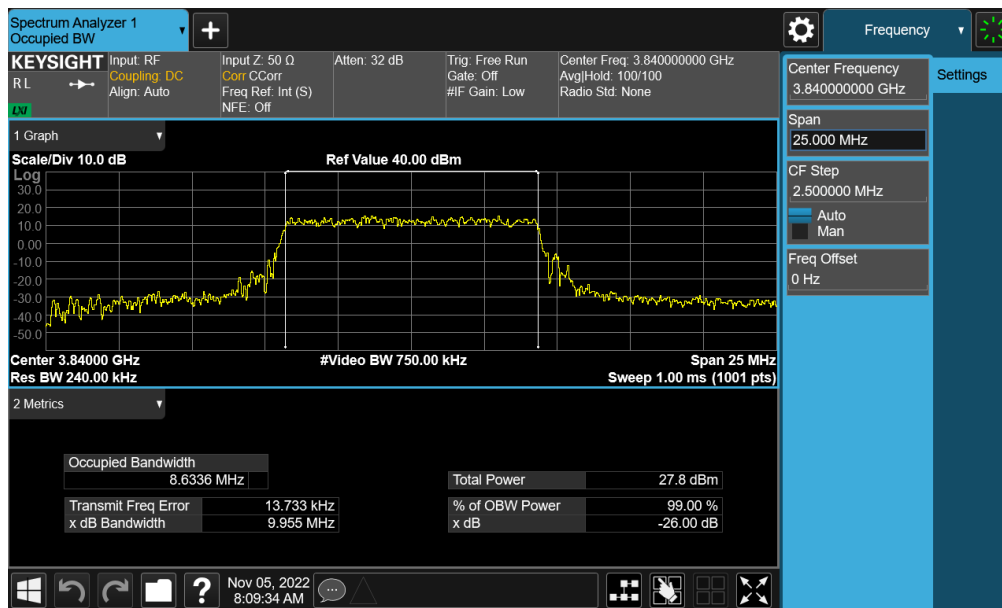 Spectrum Analyzer 1
Occupied BW
+
Frequency
KEYSIGHT
R L
LXI
Input: RF
Coupling: DC
Align: Auto
Input Z: 50 Ω
Corr CCorr
Freq Ref: Int (S)
NFE: Off
Atten: 32 dB
Trig: Free Run
Gate: Off
#IF Gain: Low
Center Freq: 3.840000000 GHz
Avg|Hold: 100/100
Radio Std: None
Center Frequency
3.840000000 GHz
Settings
Span
25.000 MHz
CF Step
2.500000 MHz
Auto
Man
Freq Offset
0 Hz
1 Graph
Scale/Div 10.0 dB
Ref Value 40.00 dBm
Log
30.0
20.0
10.0
0.00
-10.0
-20.0
-30.0
-40.0
-50.0
Center 3.84000 GHz
#Video BW 750.00 kHz
Span 25 MHz
Res BW 240.00 kHz
Sweep 1.00 ms (1001 pts)
2 Metrics
Occupied Bandwidth
8.6336 MHz
Total Power 27.8 dBm
Transmit Freq Error 13.733 kHz
% of OBW Power 99.00 %
x dB Bandwidth 9.955 MHz
x dB -26.00 dB
?
Nov 05, 2022
8:09:34 AM